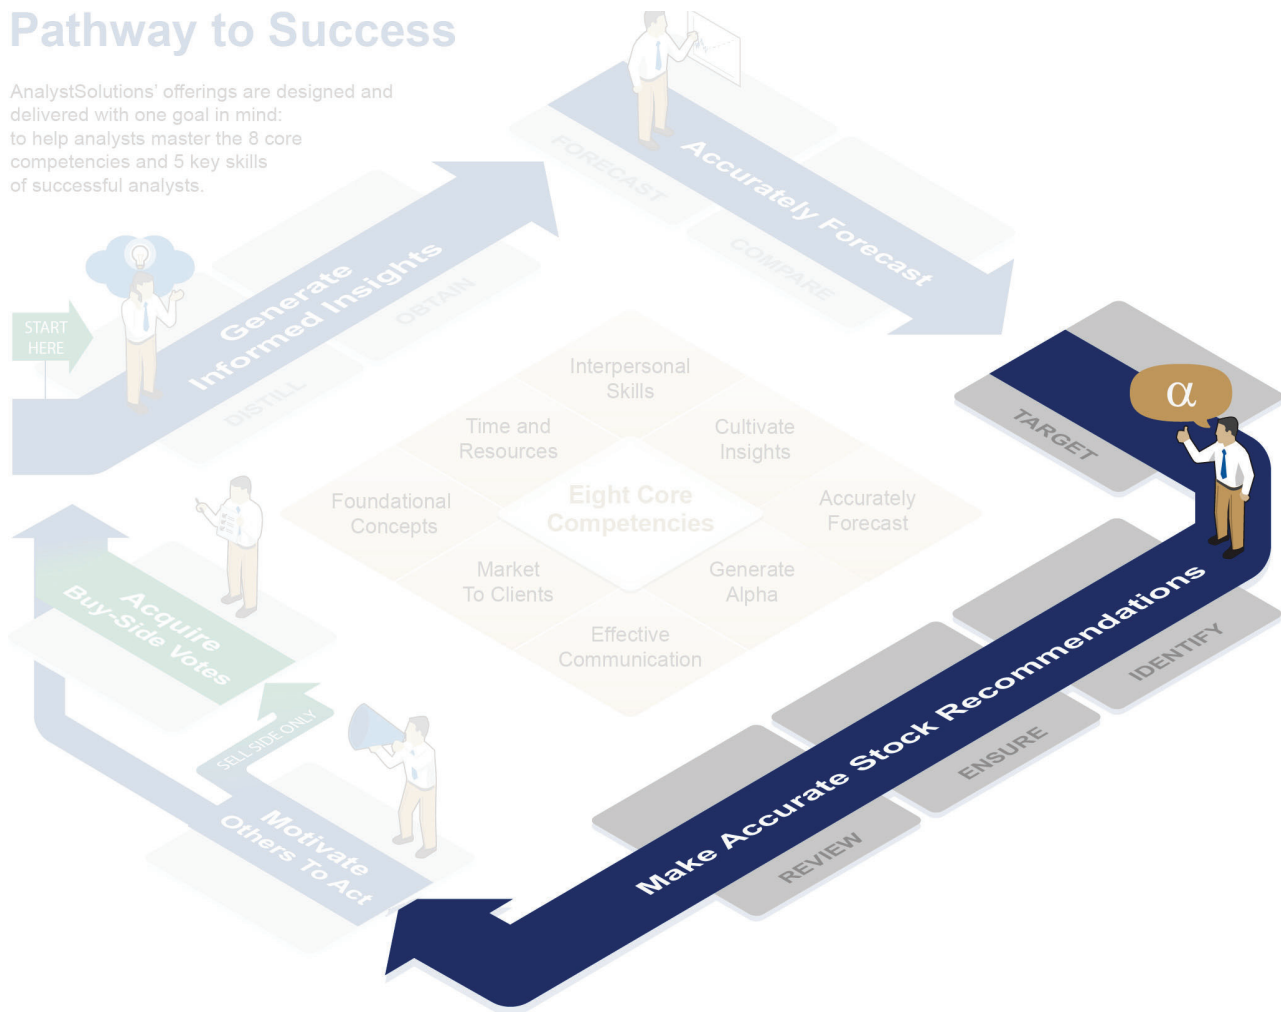 Pathway to Success
AnalystSolutions' offerings are designed and
delivered with one goal in mind:
to help analysts master the 8 core
competencies and 5 key skills
of successful analysts.
START
HERE
Generate
Informed Insights
DISTILL
OBTAIN
Accurately Forecast
FORECAST
COMPARE
α
TARGET
Make Accurate Stock Recommendations
IDENTIFY
ENSURE
REVIEW
Motivate
Others To Act
SELL SIDE ONLY
Acquire
Buy-Side Votes
Eight Core
Competencies
Interpersonal
Skills
Cultivate
Insights
Accurately
Forecast
Generate
Alpha
Effective
Communication
Market
To Clients
Foundational
Concepts
Time and
Resources